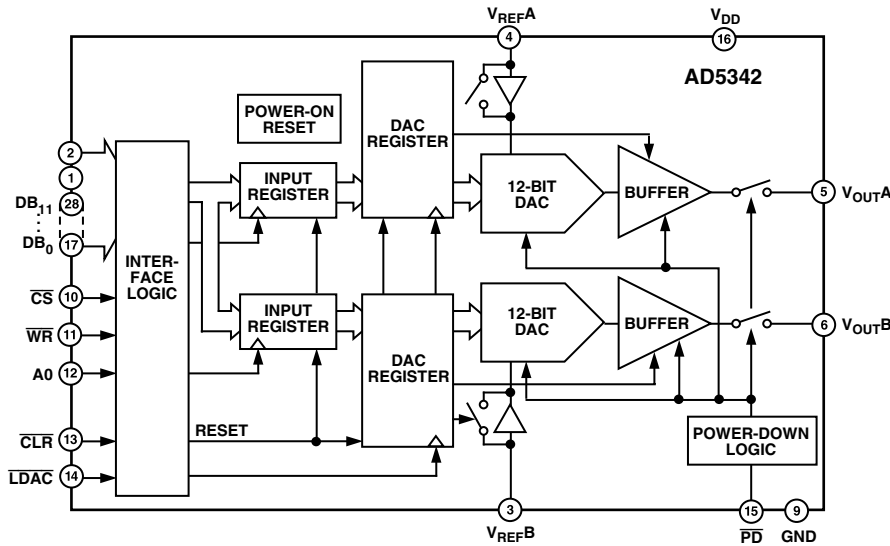 VREFA
VDD
4
16
AD5342
POWER-ON
RESET
DAC
REGISTER
2
1
DB11
28
DB0
17
INPUT
REGISTER
12-BIT
DAC
BUFFER
5
VOUTA
INTER-
FACE
LOGIC
CS
10
WR
11
A0
12
CLR
13
LDAC
14
INPUT
REGISTER
DAC
REGISTER
12-BIT
DAC
BUFFER
6
VOUTB
RESET
POWER-DOWN
LOGIC
3
VREFB
15
PD
9
GND